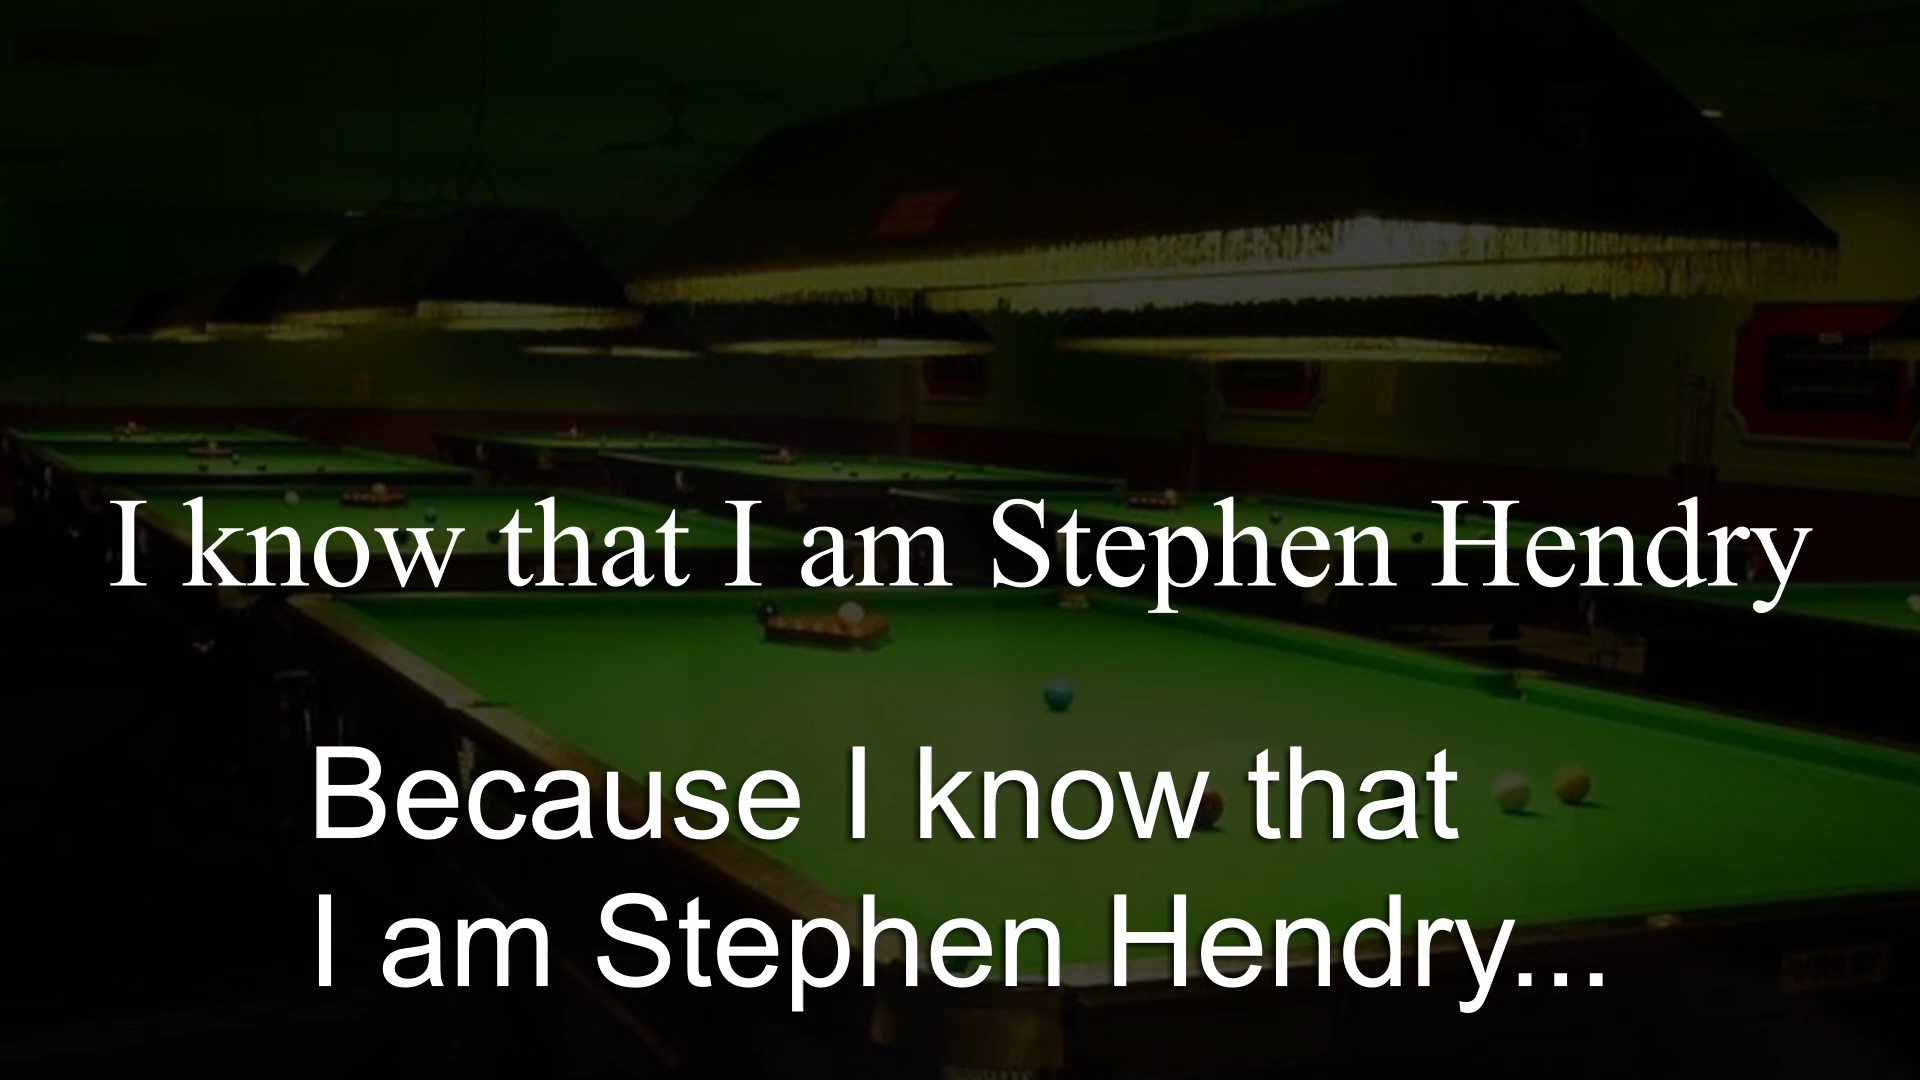 I know that I am Stephen Hendry
Because I know that
I am Stephen Hendry...